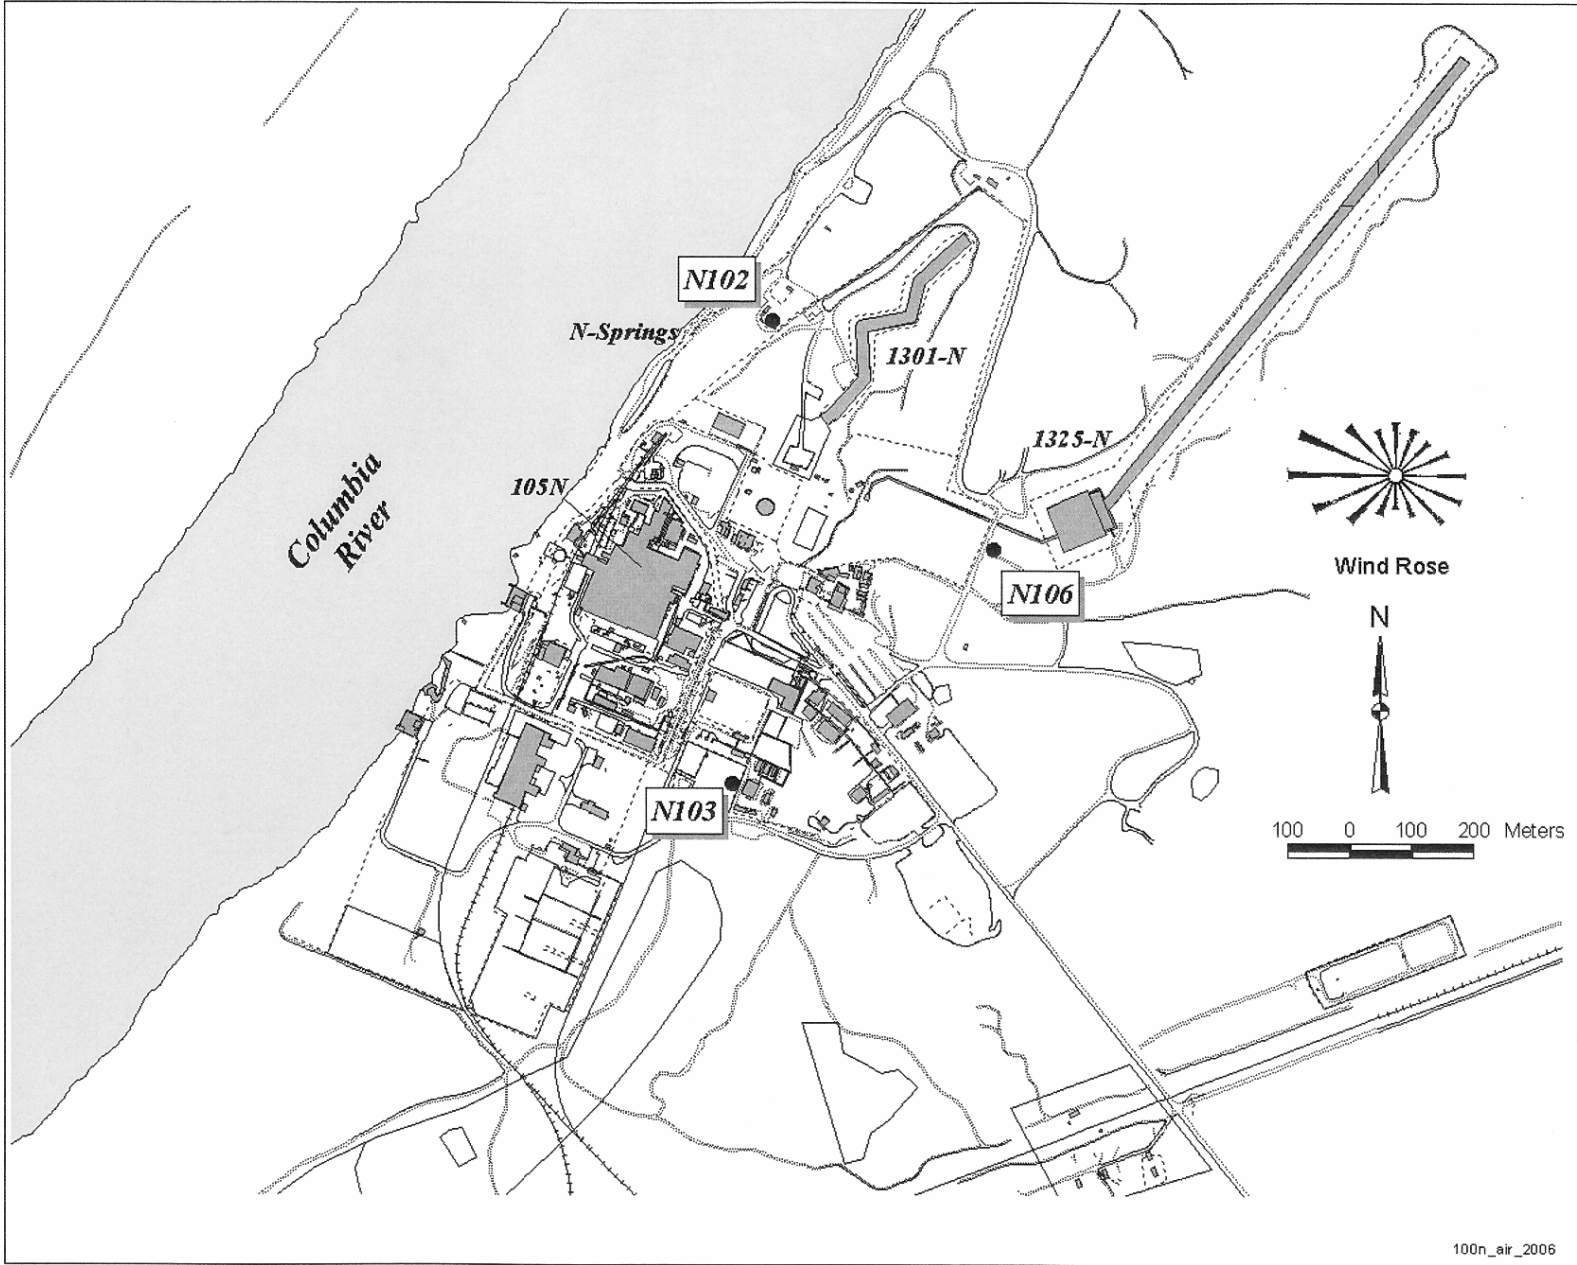 N102
N-Springs
1301-N
1325-N
105N
Columbia
River
Wind Rose
N106
N
N103
100 0 100 200 Meters
100n_air_2006